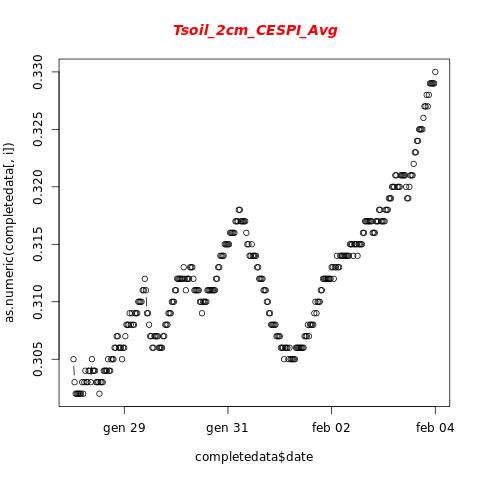 Tsoil_2cm_CESPI_Avg
as.numeric(completedata[, i])
0.330
0.325
0.320
0.315
0.310
0.305
gen 29
gen 31
feb 02
feb 04
completedata$date